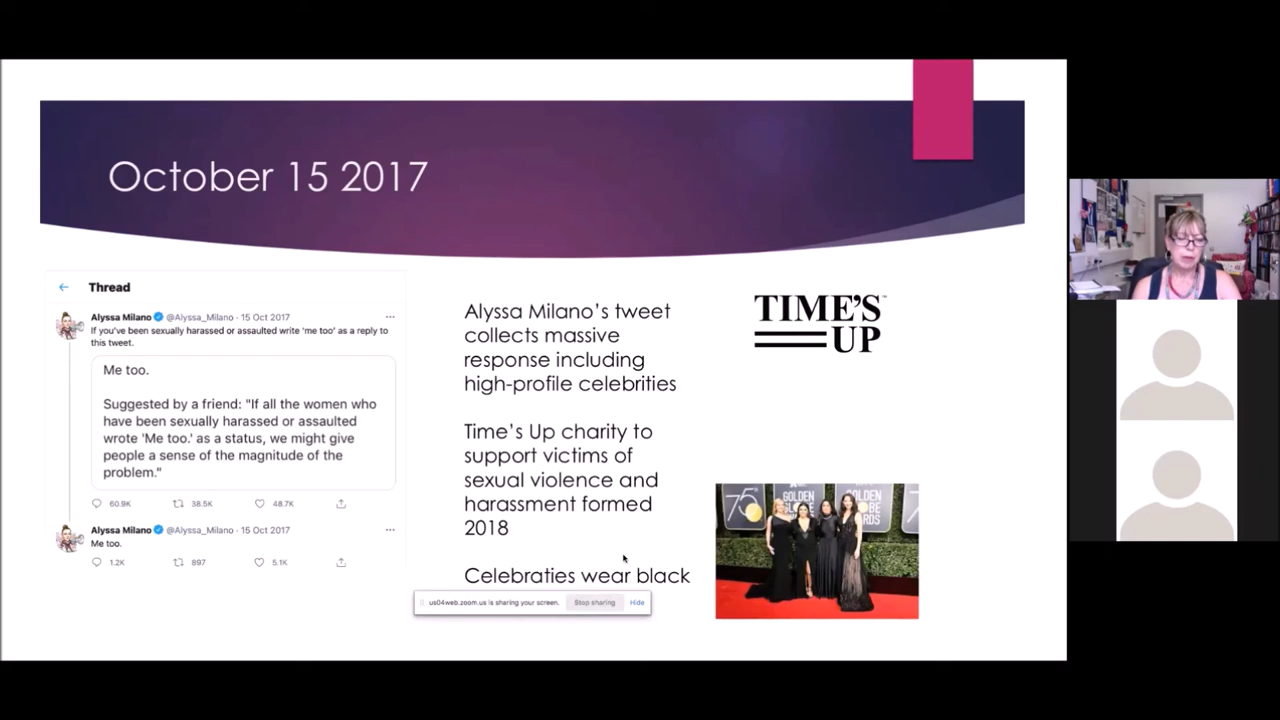 October 15 2017
Thread
Alyssa Milano @Alyssa_Milano · 15 Oct 2017
If you've been sexually harassed or assaulted write 'me too' as a reply to
this tweet.
Me too.
Suggested by a friend: "If all the women who
have been sexually harassed or assaulted
wrote 'Me too.' as a status, we might give
people a sense of the magnitude of the
problem."
60.9K 38.5K 48.7K
Alyssa Milano @Alyssa_Milano · 15 Oct 2017
Me too.
1.2K 897 5.1K
Alyssa Milano's tweet
collects massive
response including
high-profile celebrities
Time's Up charity to
support victims of
sexual violence and
harassment formed
2018
Celebraties wear black
us04web.zoom.us is sharing your screen. Stop sharing Hide
TIME'S™
UP
75
GOLDEN
GLOBE
AWARDS